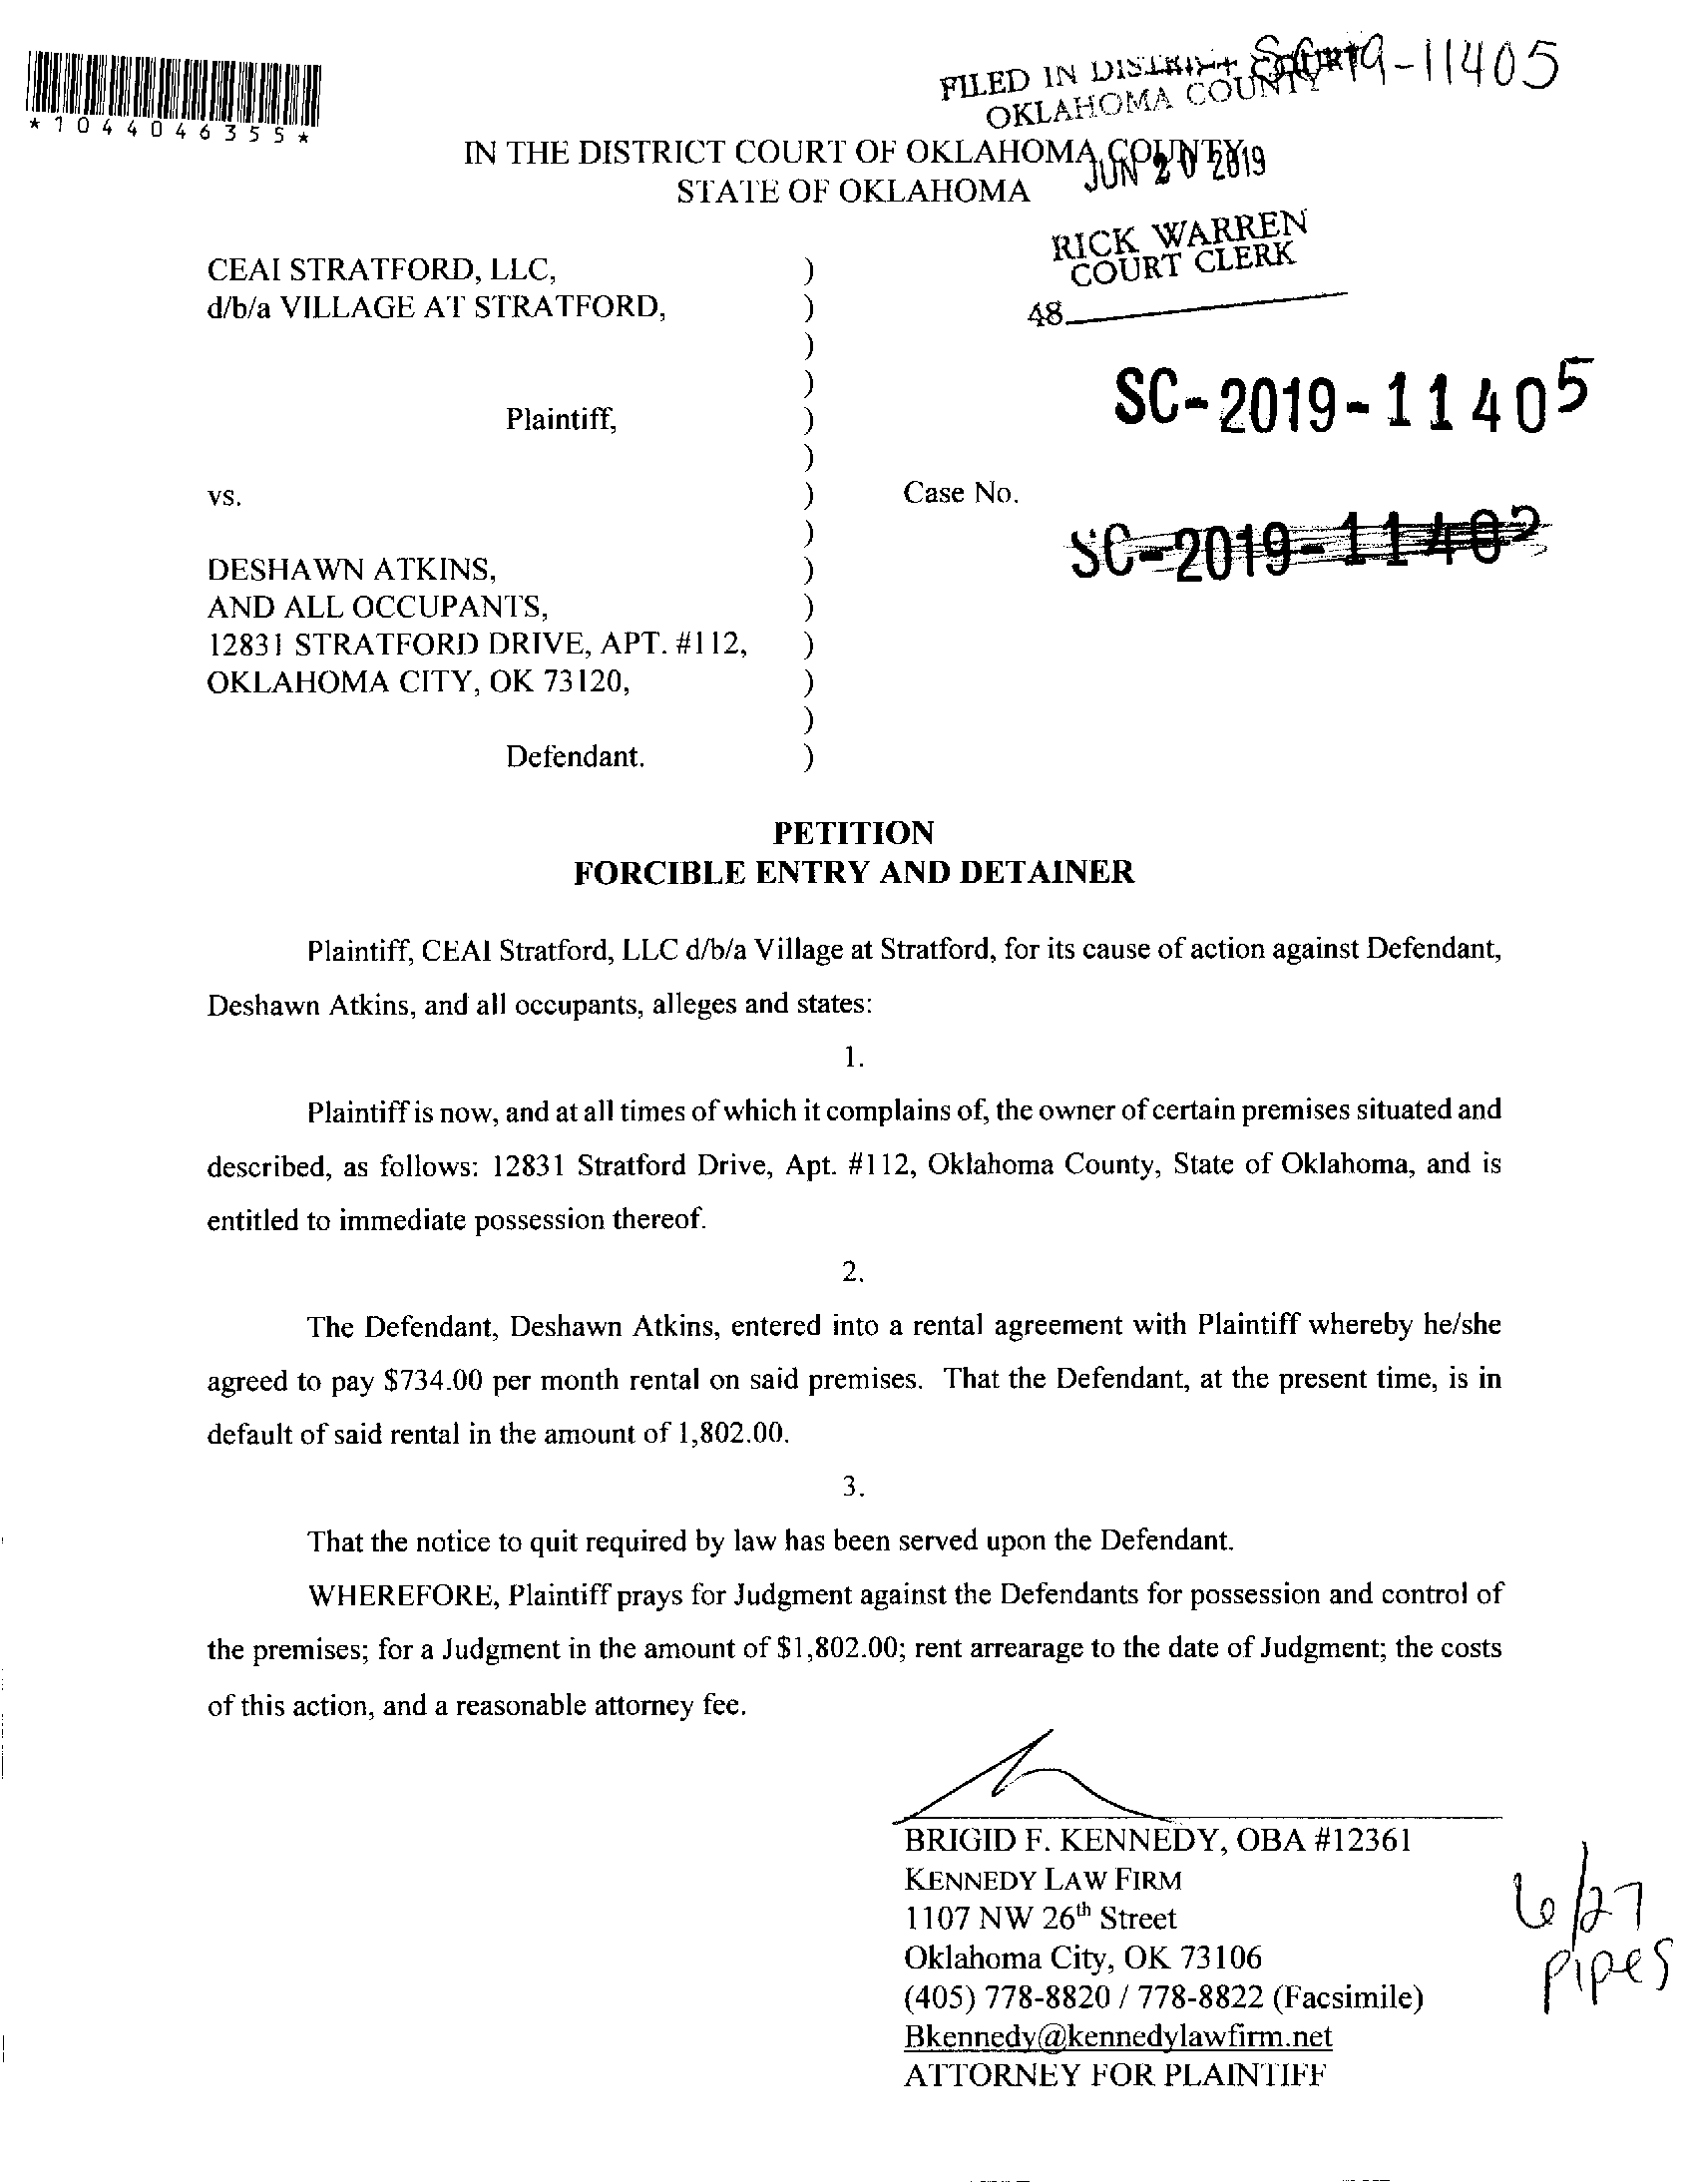 *1044046355*
SC-19-11405
FILED IN DISTRICT COURT
OKLAHOMA COUNTY
IN THE DISTRICT COURT OF OKLAHOMA COUNTY
JUN 20 2019
STATE OF OKLAHOMA
RICK WARREN
COURT CLERK
48
CEAI STRATFORD, LLC, )
d/b/a VILLAGE AT STRATFORD, )
)
)
SC-2019-11405
Plaintiff, )
)
vs. ) Case No.
)
SC-2019-11402
DESHAWN ATKINS, )
AND ALL OCCUPANTS, )
12831 STRATFORD DRIVE, APT. #112, )
OKLAHOMA CITY, OK 73120, )
)
Defendant. )
PETITION
FORCIBLE ENTRY AND DETAINER
Plaintiff, CEAI Stratford, LLC d/b/a Village at Stratford, for its cause of action against Defendant,
Deshawn Atkins, and all occupants, alleges and states:
1.
Plaintiff is now, and at all times of which it complains of, the owner of certain premises situated and
described, as follows: 12831 Stratford Drive, Apt. #112, Oklahoma County, State of Oklahoma, and is
entitled to immediate possession thereof.
2.
The Defendant, Deshawn Atkins, entered into a rental agreement with Plaintiff whereby he/she
agreed to pay $734.00 per month rental on said premises. That the Defendant, at the present time, is in
default of said rental in the amount of 1,802.00.
3.
That the notice to quit required by law has been served upon the Defendant.
WHEREFORE, Plaintiff prays for Judgment against the Defendants for possession and control of
the premises; for a Judgment in the amount of $1,802.00; rent arrearage to the date of Judgment; the costs
of this action, and a reasonable attorney fee.
BRIGID F. KENNEDY, OBA #12361
KENNEDY LAW FIRM
1107 NW 26th Street
Oklahoma City, OK 73106
(405) 778-8820 / 778-8822 (Facsimile)
Bkennedy@kennedylawfirm.net
ATTORNEY FOR PLAINTIFF
6/27
Pipes